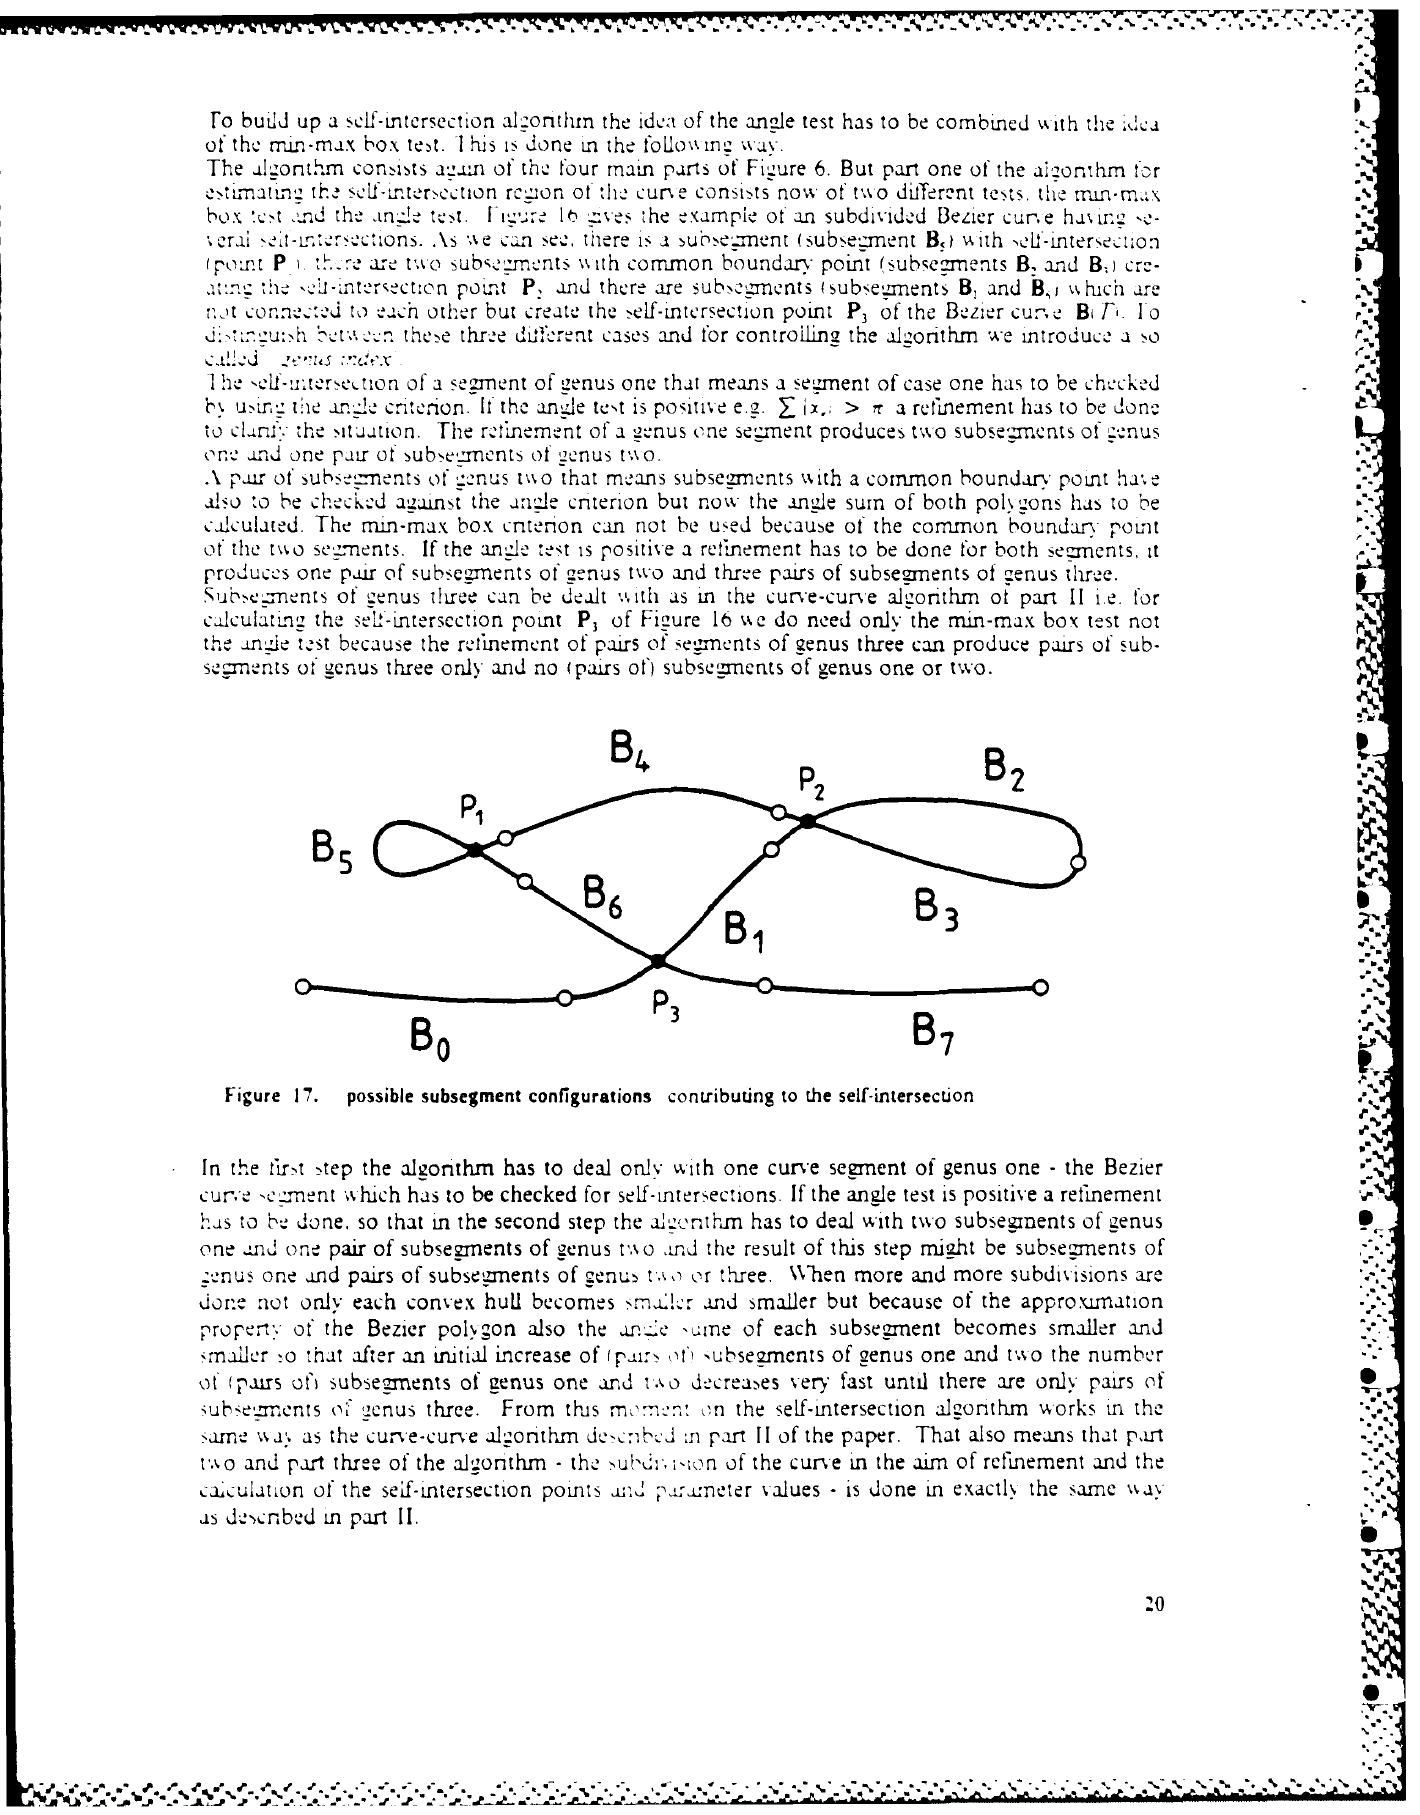 To build up a self-intersection algorithm the idea of the angle test has to be combined with the idea
of the min-max box test. This is done in the following way.
The algorithm consists again of the four main parts of Figure 6. But part one of the algorithm for
estimating the self-intersection region of the curve consists now of two different tests, the min-max
box test and the angle test. Figure 16 gives the example of an subdivided Bezier curve having se-
veral self-intersections. As we can see, there is a subsegment (subsegment B₅) with self-intersection
(point P ), there are two subsegments with common boundary point (subsegments B₂ and B₃) cre-
ating the self-intersection point P₂ and there are subsegments (subsegments B₁ and B₆) which are
not connected to each other but create the self-intersection point P₃ of the Bezier curve B(T). To
distinguish between these three different cases and for controlling the algorithm we introduce a so
called genus index.
The self-intersection of a segment of genus one that means a segment of case one has to be checked
by using the angle criterion. If the angle test is positive e.g. ∑ |α | > π a refinement has to be done
to clarify the situation. The refinement of a genus one segment produces two subsegments of genus
one and one pair of subsegments of genus two.
A pair of subsegments of genus two that means subsegments with a common boundary point have
also to be checked against the angle criterion but now the angle sum of both polygons has to be
calculated. The min-max box criterion can not be used because of the common boundary point
of the two segments. If the angle test is positive a refinement has to be done for both segments, it
produces one pair of subsegments of genus two and three pairs of subsegments of genus three.
Subsegments of genus three can be dealt with as in the curve-curve algorithm of part II i.e. for
calculating the self-intersection point P₃ of Figure 16 we do need only the min-max box test not
the angle test because the refinement of pairs of segments of genus three can produce pairs of sub-
segments of genus three only and no (pairs of) subsegments of genus one or two.
B₄
B₂
P₂
P₁
B₅
B₆
B₃
B₁
P₃
B₀
B₇
Figure 17. possible subsegment configurations contributing to the self-intersection
In the first step the algorithm has to deal only with one curve segment of genus one - the Bezier
curve segment which has to be checked for self-intersections. If the angle test is positive a refinement
has to be done, so that in the second step the algorithm has to deal with two subsegments of genus
one and one pair of subsegments of genus two and the result of this step might be subsegments of
genus one and pairs of subsegments of genus two or three. When more and more subdivisions are
done not only each convex hull becomes smaller and smaller but because of the approximation
property of the Bezier polygon also the angle sume of each subsegment becomes smaller and
smaller so that after an initial increase of (pairs of) subsegments of genus one and two the number
of (pairs of) subsegments of genus one and two decreases very fast until there are only pairs of
subsegments of genus three. From this moment on the self-intersection algorithm works in the
same way as the curve-curve algorithm described in part II of the paper. That also means that part
two and part three of the algorithm - the subdivision of the curve in the aim of refinement and the
calculation of the self-intersection points and parameter values - is done in exactly the same way
as described in part II.
20